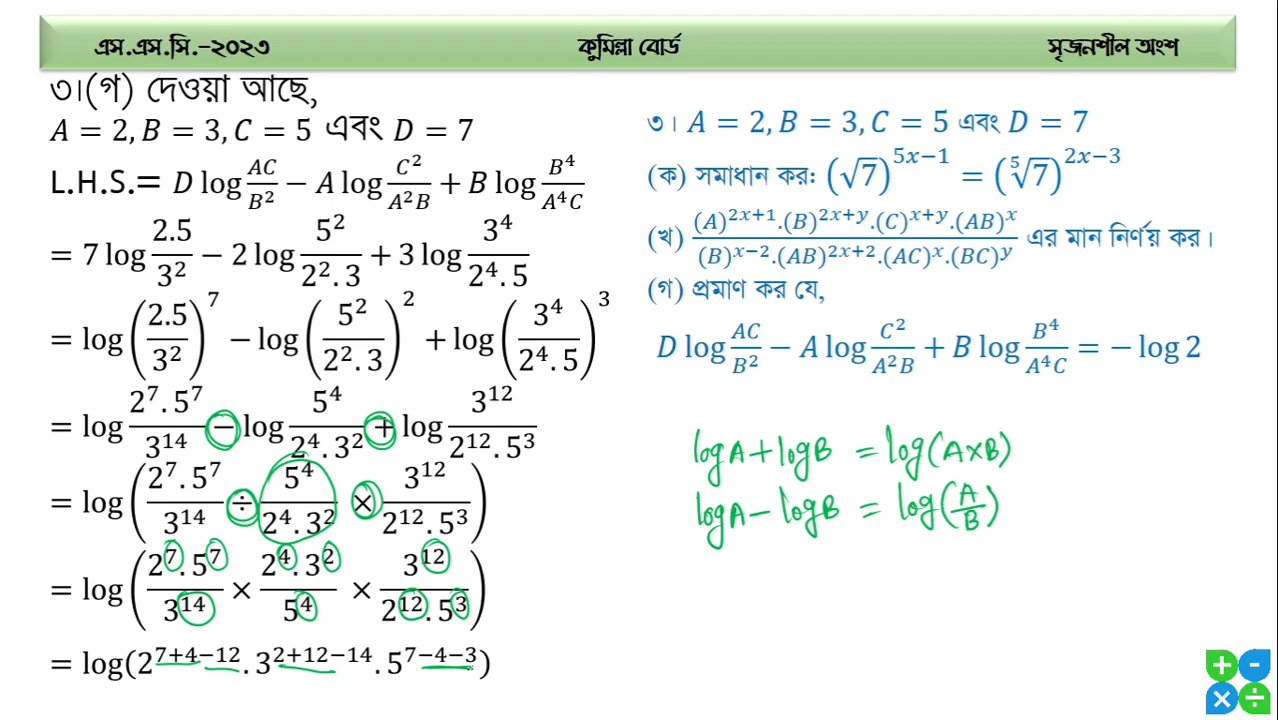 এস.এস.সি.-২০২৩ কুমিল্লা বোর্ড সৃজনশীল অংশ
৩।(গ) দেওয়া আছে,
A = 2, B = 3, C = 5 এবং D = 7
L.H.S.= D log AC/B² − A log C²/A²B + B log B⁴/A⁴C
= 7 log 2.5/3² − 2 log 5²/2².3 + 3 log 3⁴/2⁴.5
= log(2.5/3²)⁷ − log(5²/2².3)² + log(3⁴/2⁴.5)³
= log 2⁷.5⁷/3¹⁴ − log 5⁴/2⁴.3² + log 3¹²/2¹².5³
= log(2⁷.5⁷/3¹⁴ ÷ 5⁴/2⁴.3² × 3¹²/2¹².5³)
= log(2⁷.5⁷/3¹⁴ × 2⁴.3²/5⁴ × 3¹²/2¹².5³)
= log(2⁷⁺⁴⁻¹².3²⁺¹²⁻¹⁴.5⁷⁻⁴⁻³)
৩। A = 2, B = 3, C = 5 এবং D = 7
(ক) সমাধান কর: (√7)⁵ˣ⁻¹ = (⁵√7)²ˣ⁻³
(খ) (A)²ˣ⁺¹.(B)²ˣ⁺ʸ.(C)ˣ⁺ʸ.(AB)ˣ/(B)ˣ⁻².(AB)²ˣ⁺².(AC)ˣ.(BC)ʸ এর মান নির্ণয় কর।
(গ) প্রমাণ কর যে,
D log AC/B² − A log C²/A²B + B log B⁴/A⁴C = − log 2
logA + logB = log(A×B)
logA − logB = log(A/B)